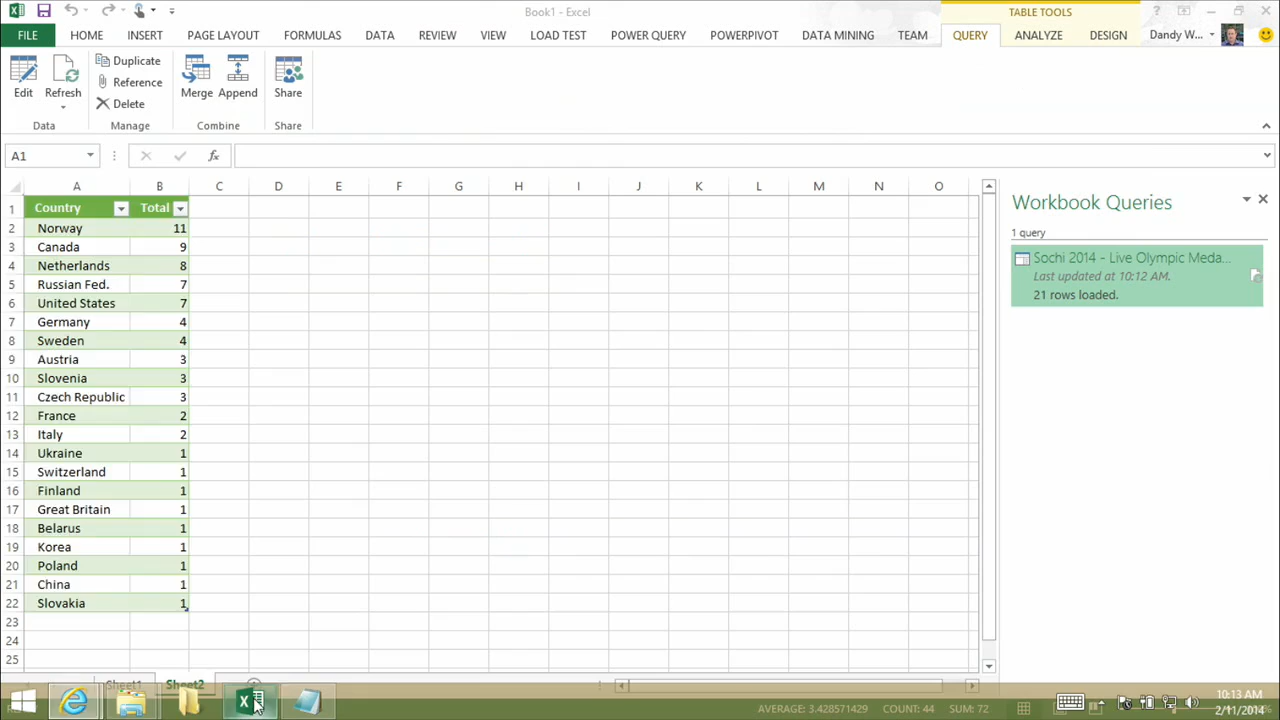 Book1 - Excel
TABLE TOOLS
?
FILE HOME INSERT PAGE LAYOUT FORMULAS DATA REVIEW VIEW LOAD TEST POWER QUERY POWERPIVOT DATA MINING TEAM QUERY ANALYZE DESIGN Dandy W...
Duplicate
Reference
Delete
Edit Refresh Merge Append Share
Data Manage Combine Share
A1 fx
A B C D E F G H I J K L M N O
1 Country Total
2 Norway 11
3 Canada 9
4 Netherlands 8
5 Russian Fed. 7
6 United States 7
7 Germany 4
8 Sweden 4
9 Austria 3
10 Slovenia 3
11 Czech Republic 3
12 France 2
13 Italy 2
14 Ukraine 1
15 Switzerland 1
16 Finland 1
17 Great Britain 1
18 Belarus 1
19 Korea 1
20 Poland 1
21 China 1
22 Slovakia 1
23
24
25
Workbook Queries
1 query
Sochi 2014 - Live Olympic Meda...
Last updated at 10:12 AM.
21 rows loaded.
Sheet1 Sheet2
AVERAGE: 3.428571429 COUNT: 44 SUM: 72
10:13 AM
2/11/2014